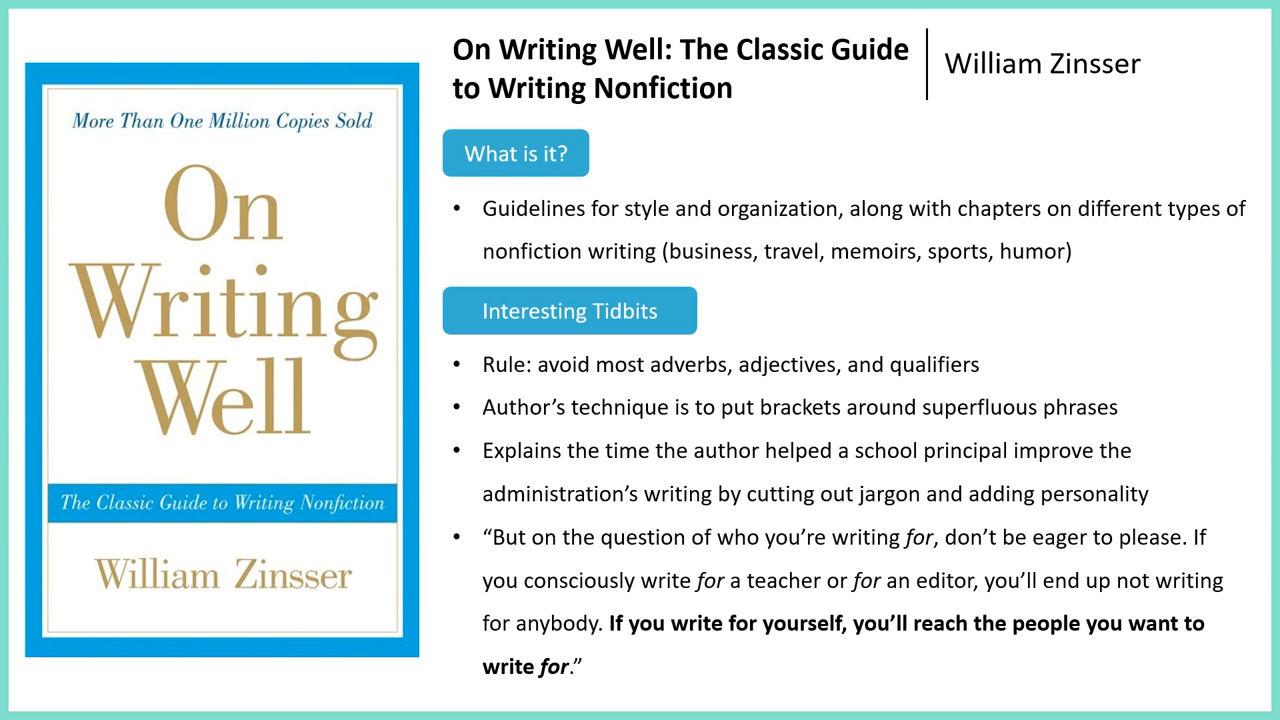 More Than One Million Copies Sold
On
Writing
Well
The Classic Guide to Writing Nonfiction
William Zinsser
On Writing Well: The Classic Guide
to Writing Nonfiction
William Zinsser
What is it?
• Guidelines for style and organization, along with chapters on different types of
nonfiction writing (business, travel, memoirs, sports, humor)
Interesting Tidbits
• Rule: avoid most adverbs, adjectives, and qualifiers
• Author’s technique is to put brackets around superfluous phrases
• Explains the time the author helped a school principal improve the
administration’s writing by cutting out jargon and adding personality
• “But on the question of who you’re writing for, don’t be eager to please. If
you consciously write for a teacher or for an editor, you’ll end up not writing
for anybody. If you write for yourself, you’ll reach the people you want to
write for.”